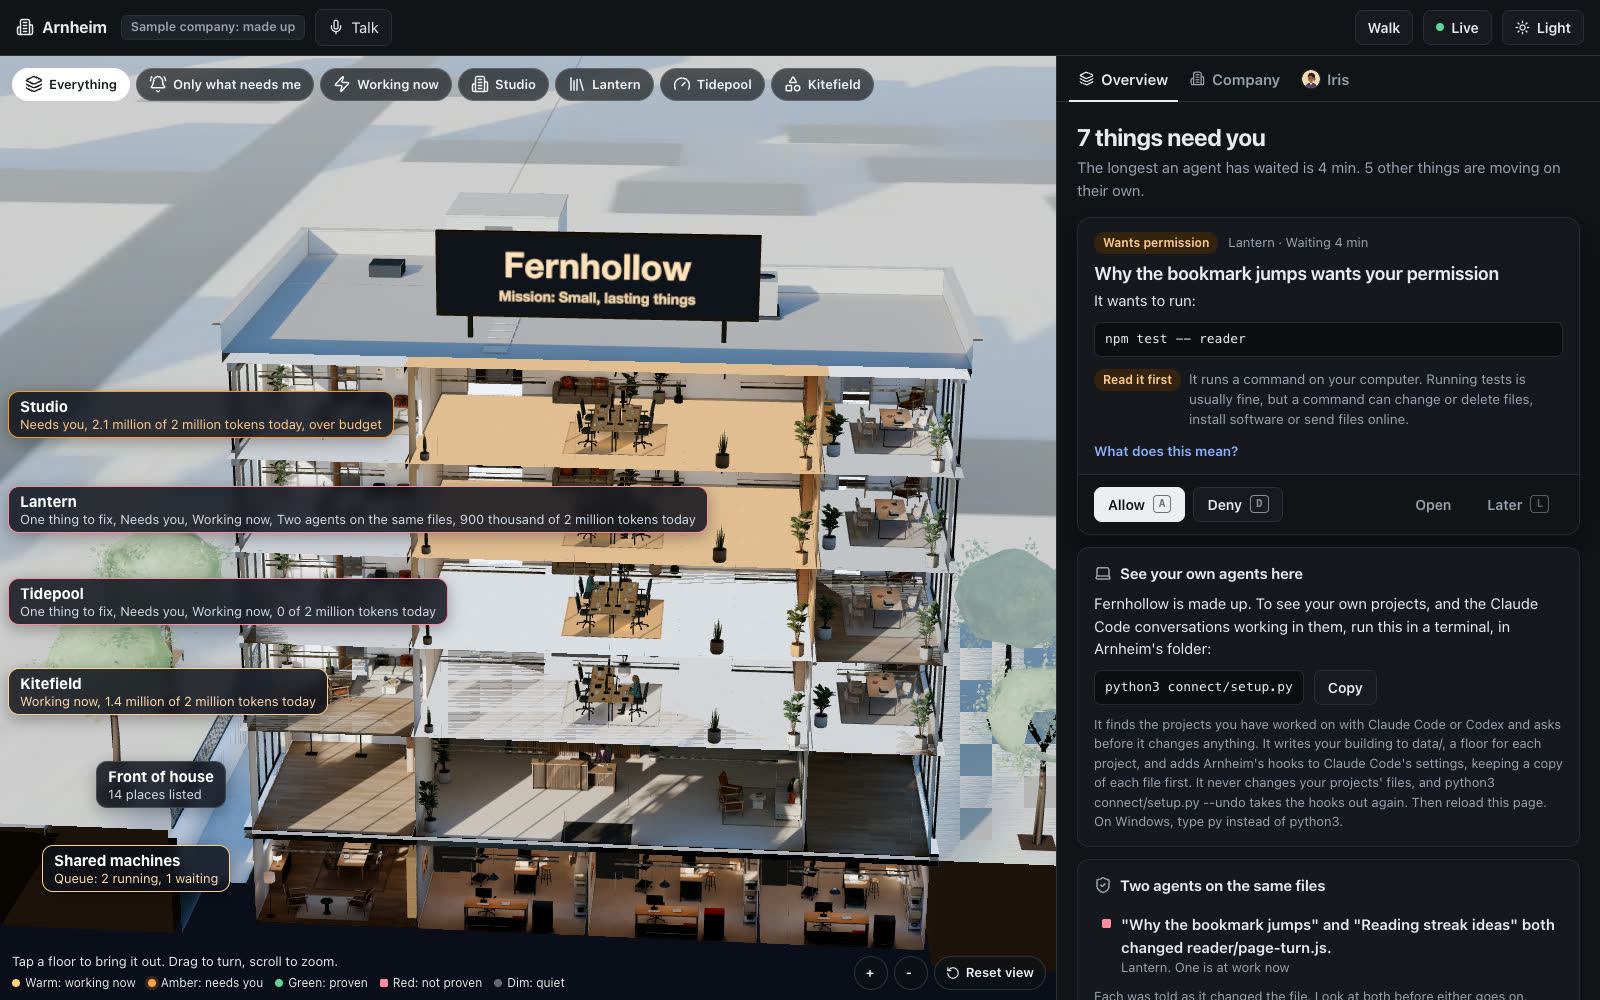 Arnheim
Sample company: made up
Talk
Walk
Live
Light
Everything
Only what needs me
Working now
Studio
Lantern
Tidepool
Kitefield
Fernhollow
Mission: Small, lasting things
Studio
Needs you, 2.1 million of 2 million tokens today, over budget
Lantern
One thing to fix, Needs you, Working now, Two agents on the same files, 900 thousand of 2 million tokens today
Tidepool
One thing to fix, Needs you, Working now, 0 of 2 million tokens today
Kitefield
Working now, 1.4 million of 2 million tokens today
Front of house
14 places listed
Shared machines
Queue: 2 running, 1 waiting
Tap a floor to bring it out. Drag to turn, scroll to zoom.
Warm: working now
Amber: needs you
Green: proven
Red: not proven
Dim: quiet
+
-
Reset view
Overview
Company
Iris
7 things need you
The longest an agent has waited is 4 min. 5 other things are moving on
their own.
Wants permission
Lantern · Waiting 4 min
Why the bookmark jumps wants your permission
It wants to run:
npm test -- reader
Read it first
It runs a command on your computer. Running tests is
usually fine, but a command can change or delete files,
install software or send files online.
What does this mean?
Allow A
Deny D
Open
Later L
See your own agents here
Fernhollow is made up. To see your own projects, and the Claude
Code conversations working in them, run this in a terminal, in
Arnheim's folder:
python3 connect/setup.py
Copy
It finds the projects you have worked on with Claude Code or Codex and asks
before it changes anything. It writes your building to data/, a floor for each
project, and adds Arnheim's hooks to Claude Code's settings, keeping a copy
of each file first. It never changes your projects' files, and python3
connect/setup.py --undo takes the hooks out again. Then reload this page.
On Windows, type py instead of python3.
Two agents on the same files
"Why the bookmark jumps" and "Reading streak ideas" both
changed reader/page-turn.js.
Lantern. One is at work now
Each was told as it changed the file. Look at both before either goes on.